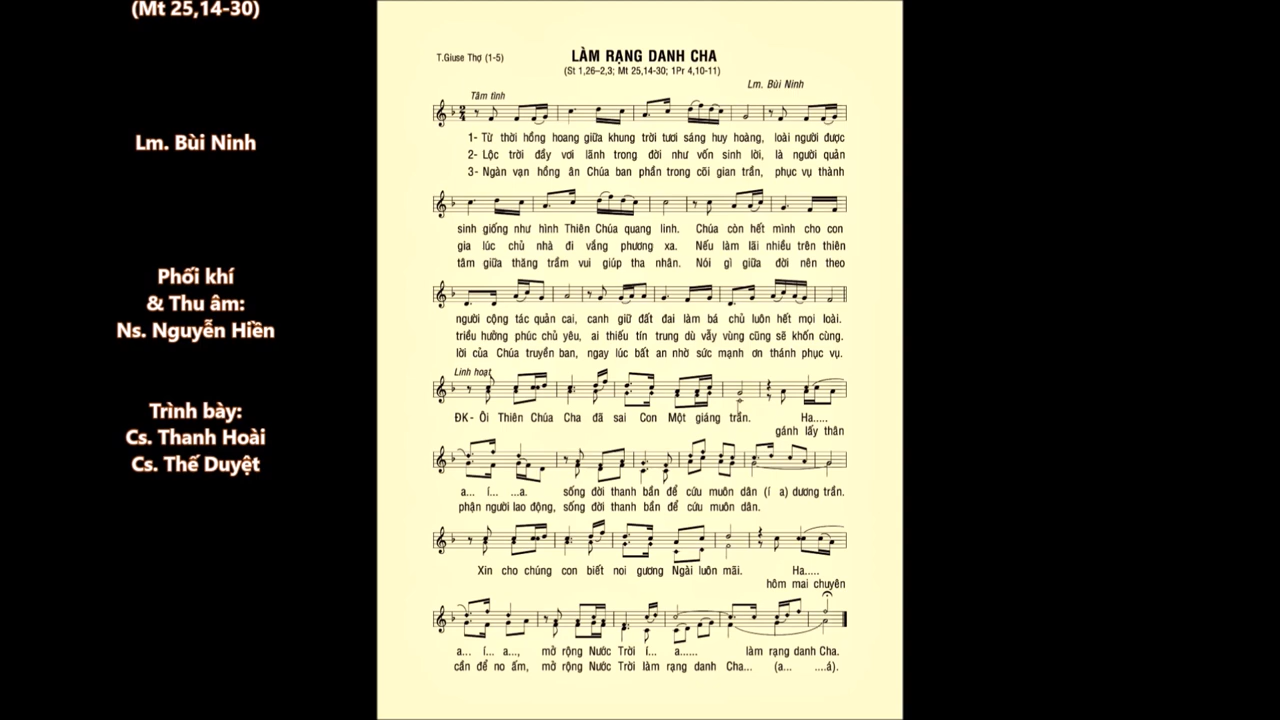 (Mt 25,14-30)
Lm. Bùi Ninh
Phối khí
& Thu âm:
Ns. Nguyễn Hiền
Trình bày:
Cs. Thanh Hoài
Cs. Thế Duyệt
T.Giuse Thợ (1-5)
LÀM RẠNG DANH CHA
(St 1,26–2,3; Mt 25,14-30; 1Pr 4,10-11)
Lm. Bùi Ninh
Tâm tình
1- Từ thời hồng hoang giữa khung trời tươi sáng huy hoàng, loài người được
2- Lộc trời đầy vơi lãnh trong đời như vốn sinh lời, là người quản
3- Ngàn vạn hồng ân Chúa ban phần trong cõi gian trần, phục vụ thành
sinh giống như hình Thiên Chúa quang linh. Chúa còn hết mình cho con
gia lúc chủ nhà đi vắng phương xa. Nếu làm lãi nhiều trên thiên
tâm giữa thăng trầm vui giúp tha nhân. Nói gì giữa đời nên theo
người cộng tác quản cai, canh giữ đất đai làm bá chủ luôn hết mọi loài.
triều hưởng phúc chủ yêu, ai thiếu tín trung dù vẫy vùng cũng sẽ khốn cùng.
lời của Chúa truyền ban, ngay lúc bất an nhờ sức mạnh ơn thánh phục vụ.
Linh hoạt
ĐK- Ôi Thiên Chúa Cha đã sai Con Một giáng trần. Ha.....
gánh lấy thân
a... í... ...a. sống đời thanh bần để cứu muôn dân (í a) dương trần.
phận người lao động, sống đời thanh bần để cứu muôn dân.
Xin cho chúng con biết noi gương Ngài luôn mãi. Ha.....
hôm mai chuyên
a... í... a..., mở rộng Nước Trời í... a...... làm rạng danh Cha.
cần để no ấm, mở rộng Nước Trời làm rạng danh Cha... (a... ....á).